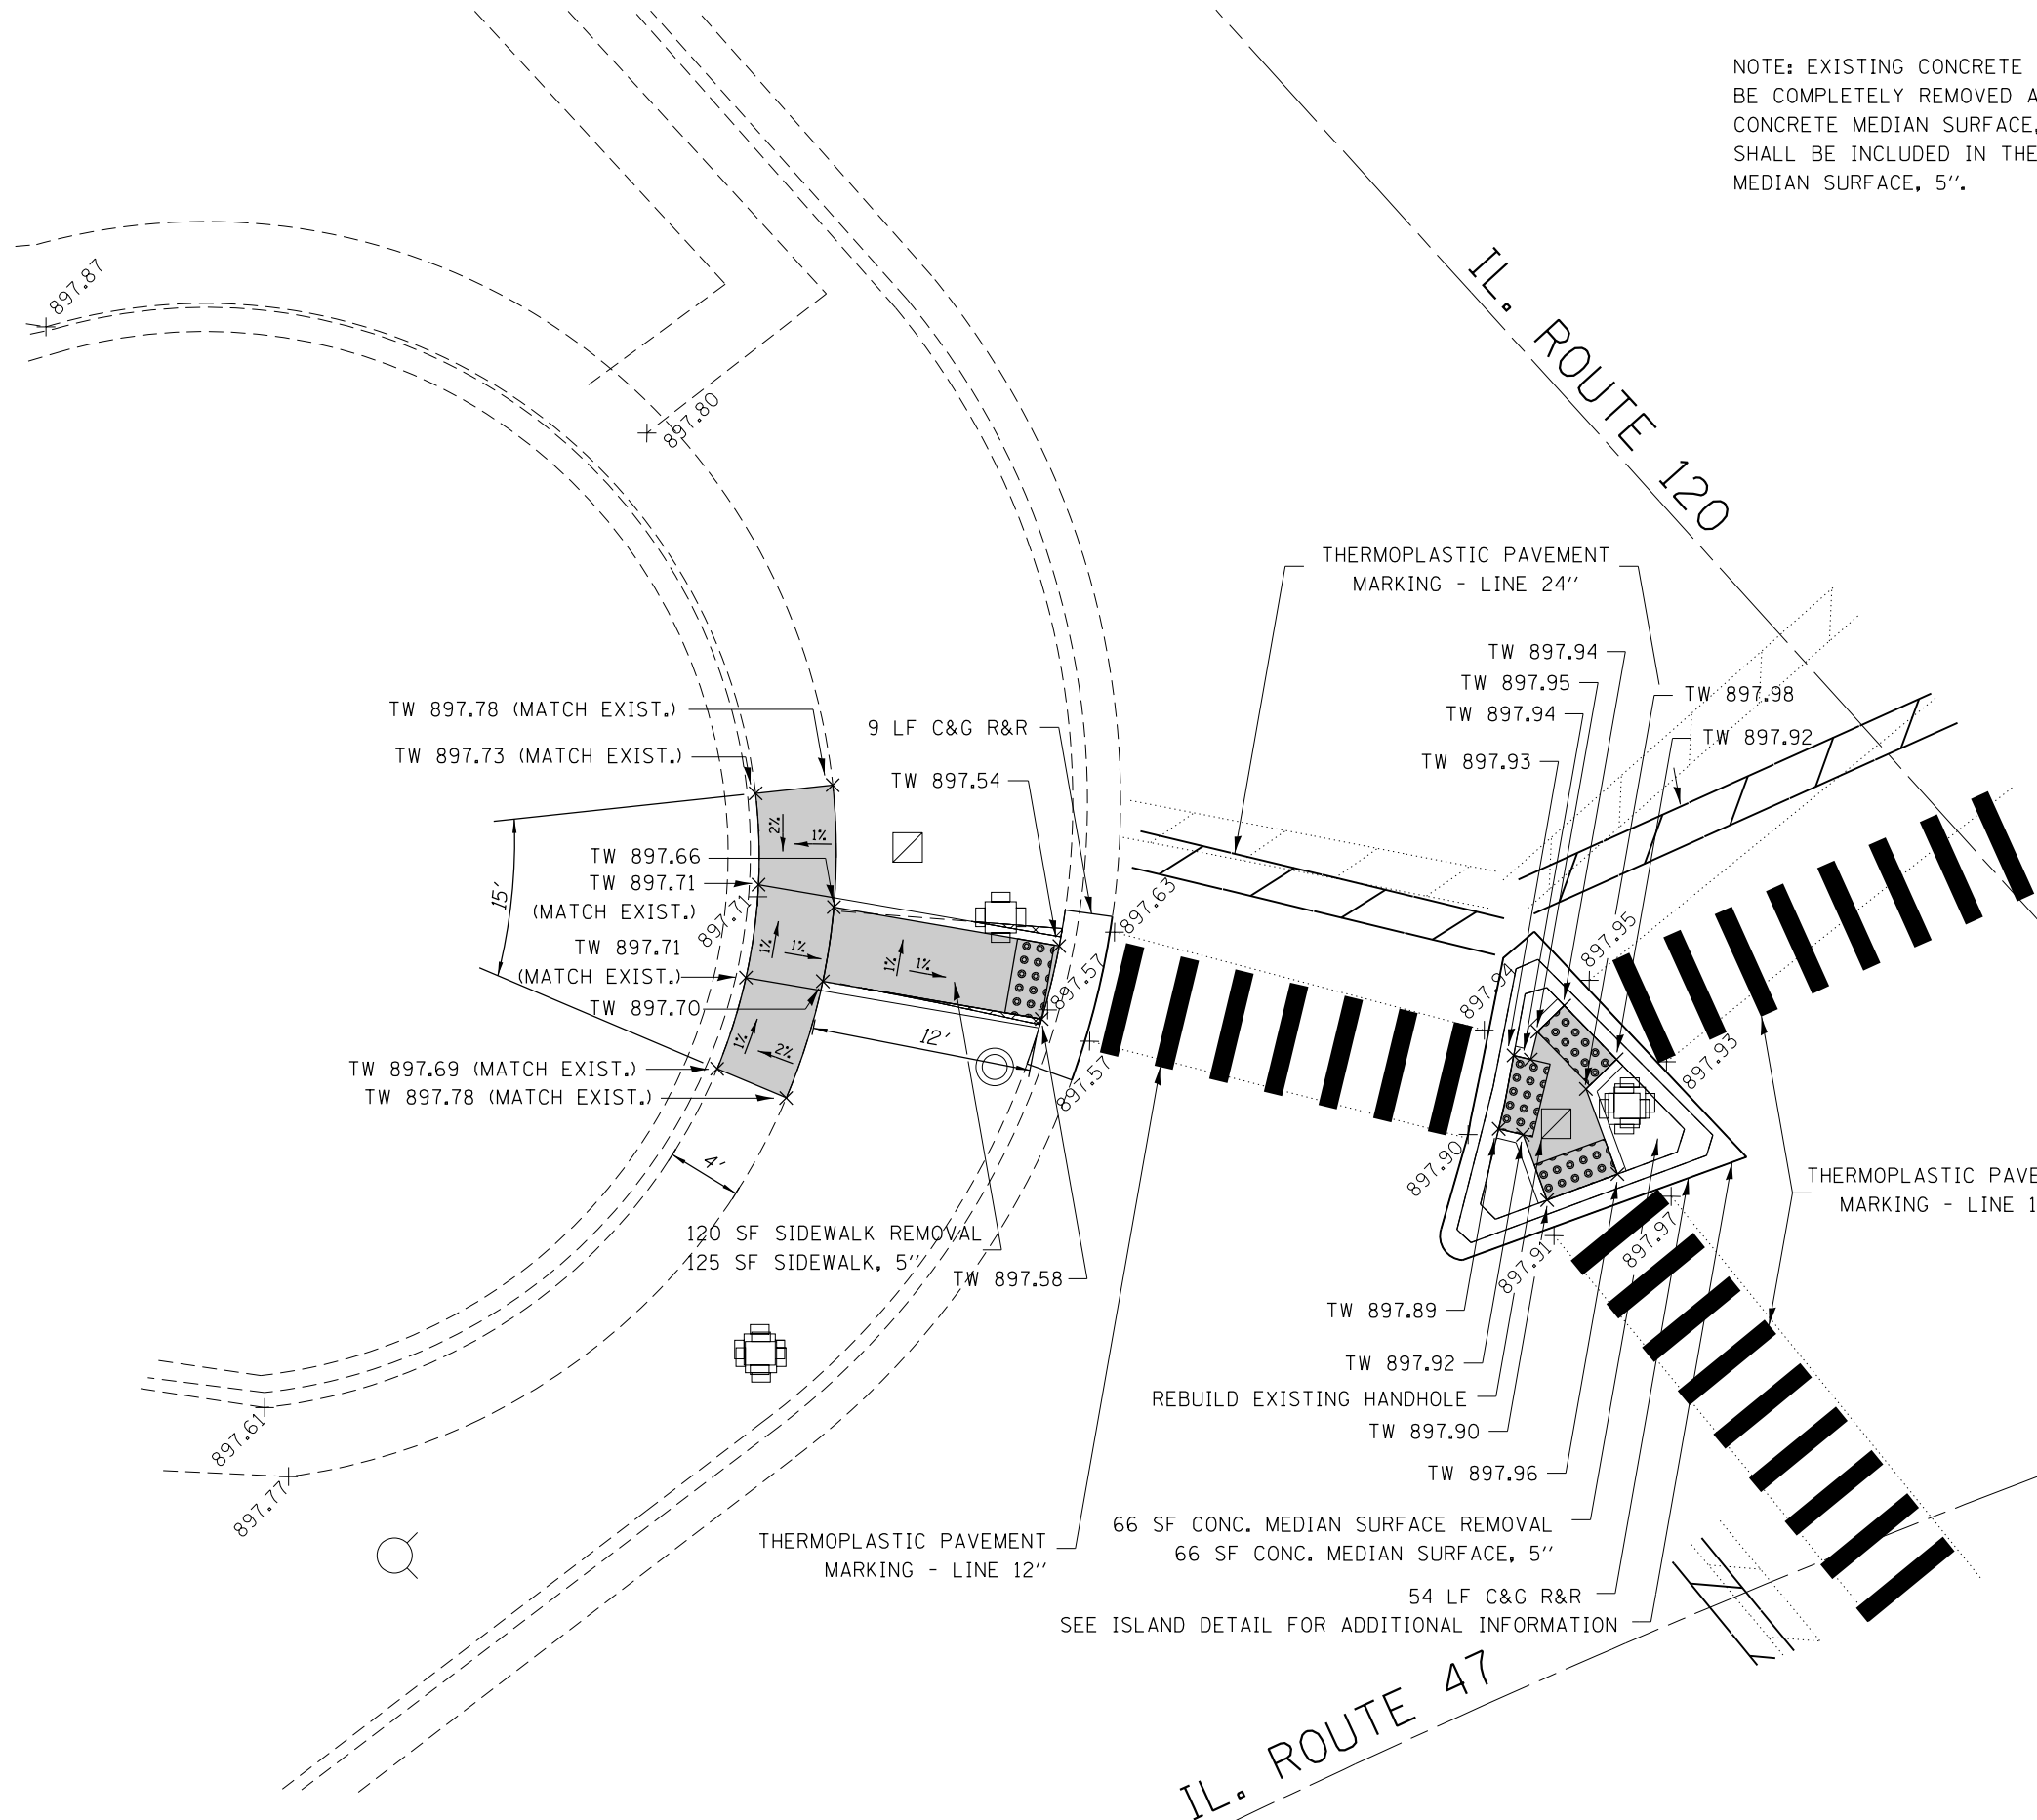 NOTE: EXISTING CONCRETE
BE COMPLETELY REMOVED A
CONCRETE MEDIAN SURFACE,
SHALL BE INCLUDED IN THE
MEDIAN SURFACE, 5".
897.87
897.80
IL. ROUTE 120
THERMOPLASTIC PAVEMENT
MARKING - LINE 24"
TW 897.94
TW 897.95
TW 897.94
TW 897.93
TW 897.98
TW 897.92
TW 897.78 (MATCH EXIST.)
TW 897.73 (MATCH EXIST.)
9 LF C&G R&R
TW 897.54
2%
1%
15'
TW 897.66
TW 897.71
(MATCH EXIST.)
897.71
TW 897.71
(MATCH EXIST.)
TW 897.70
1%
1%
1%
1%
1%
2%
12'
897.63
897.57
897.57
897.94
897.95
897.93
897.90
897.91
897.97
TW 897.69 (MATCH EXIST.)
TW 897.78 (MATCH EXIST.)
4'
THERMOPLASTIC PAVE
MARKING - LINE 1
120 SF SIDEWALK REMOVAL
125 SF SIDEWALK, 5"
TW 897.58
TW 897.89
TW 897.92
REBUILD EXISTING HANDHOLE
TW 897.90
TW 897.96
897.61
897.77
66 SF CONC. MEDIAN SURFACE REMOVAL
66 SF CONC. MEDIAN SURFACE, 5"
THERMOPLASTIC PAVEMENT
MARKING - LINE 12"
54 LF C&G R&R
SEE ISLAND DETAIL FOR ADDITIONAL INFORMATION
IL. ROUTE 47